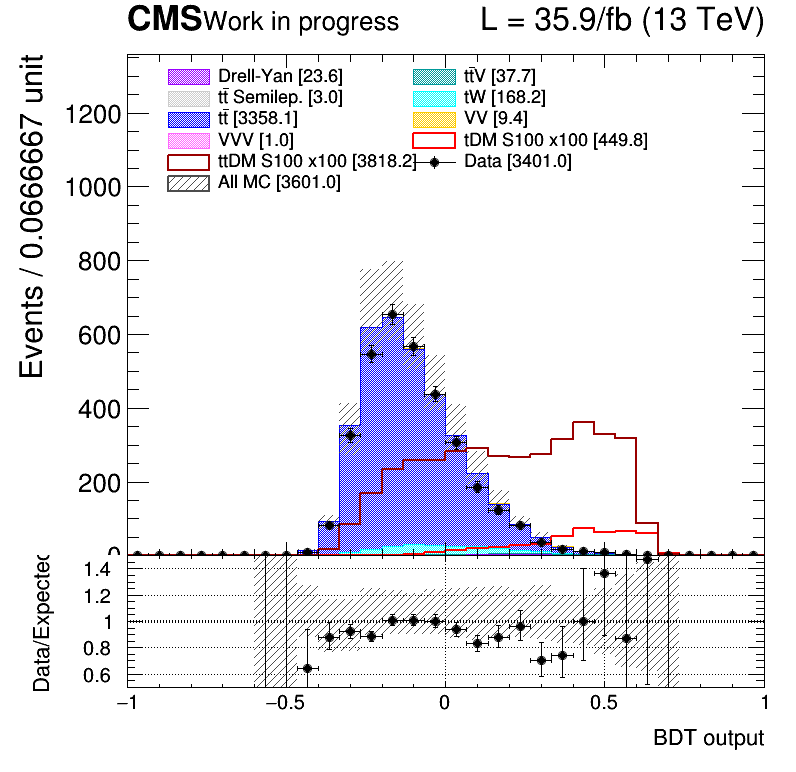 CMS Work in progress L = 35.9/fb (13 TeV)
Events / 0.0666667 unit
Drell-Yan [23.6] tt̄V [37.7]
tt̄ Semilep. [3.0] tW [168.2]
tt̄ [3358.1] VV [9.4]
VVV [1.0] tDM S100 x100 [449.8]
ttDM S100 x100 [3818.2] Data [3401.0]
All MC [3601.0]
1200
1000
800
600
400
200
0
Data/Expected
1.4
1.2
1
0.8
0.6
−1 −0.5 0 0.5 1
BDT output